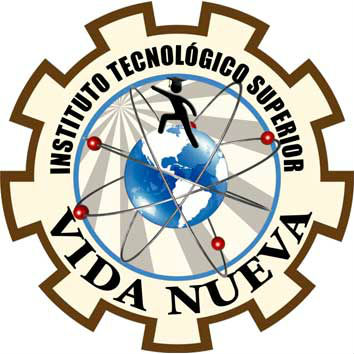 INSTITUTO TECNOLÓGICO SUPERIOR
VIDA NUEVA